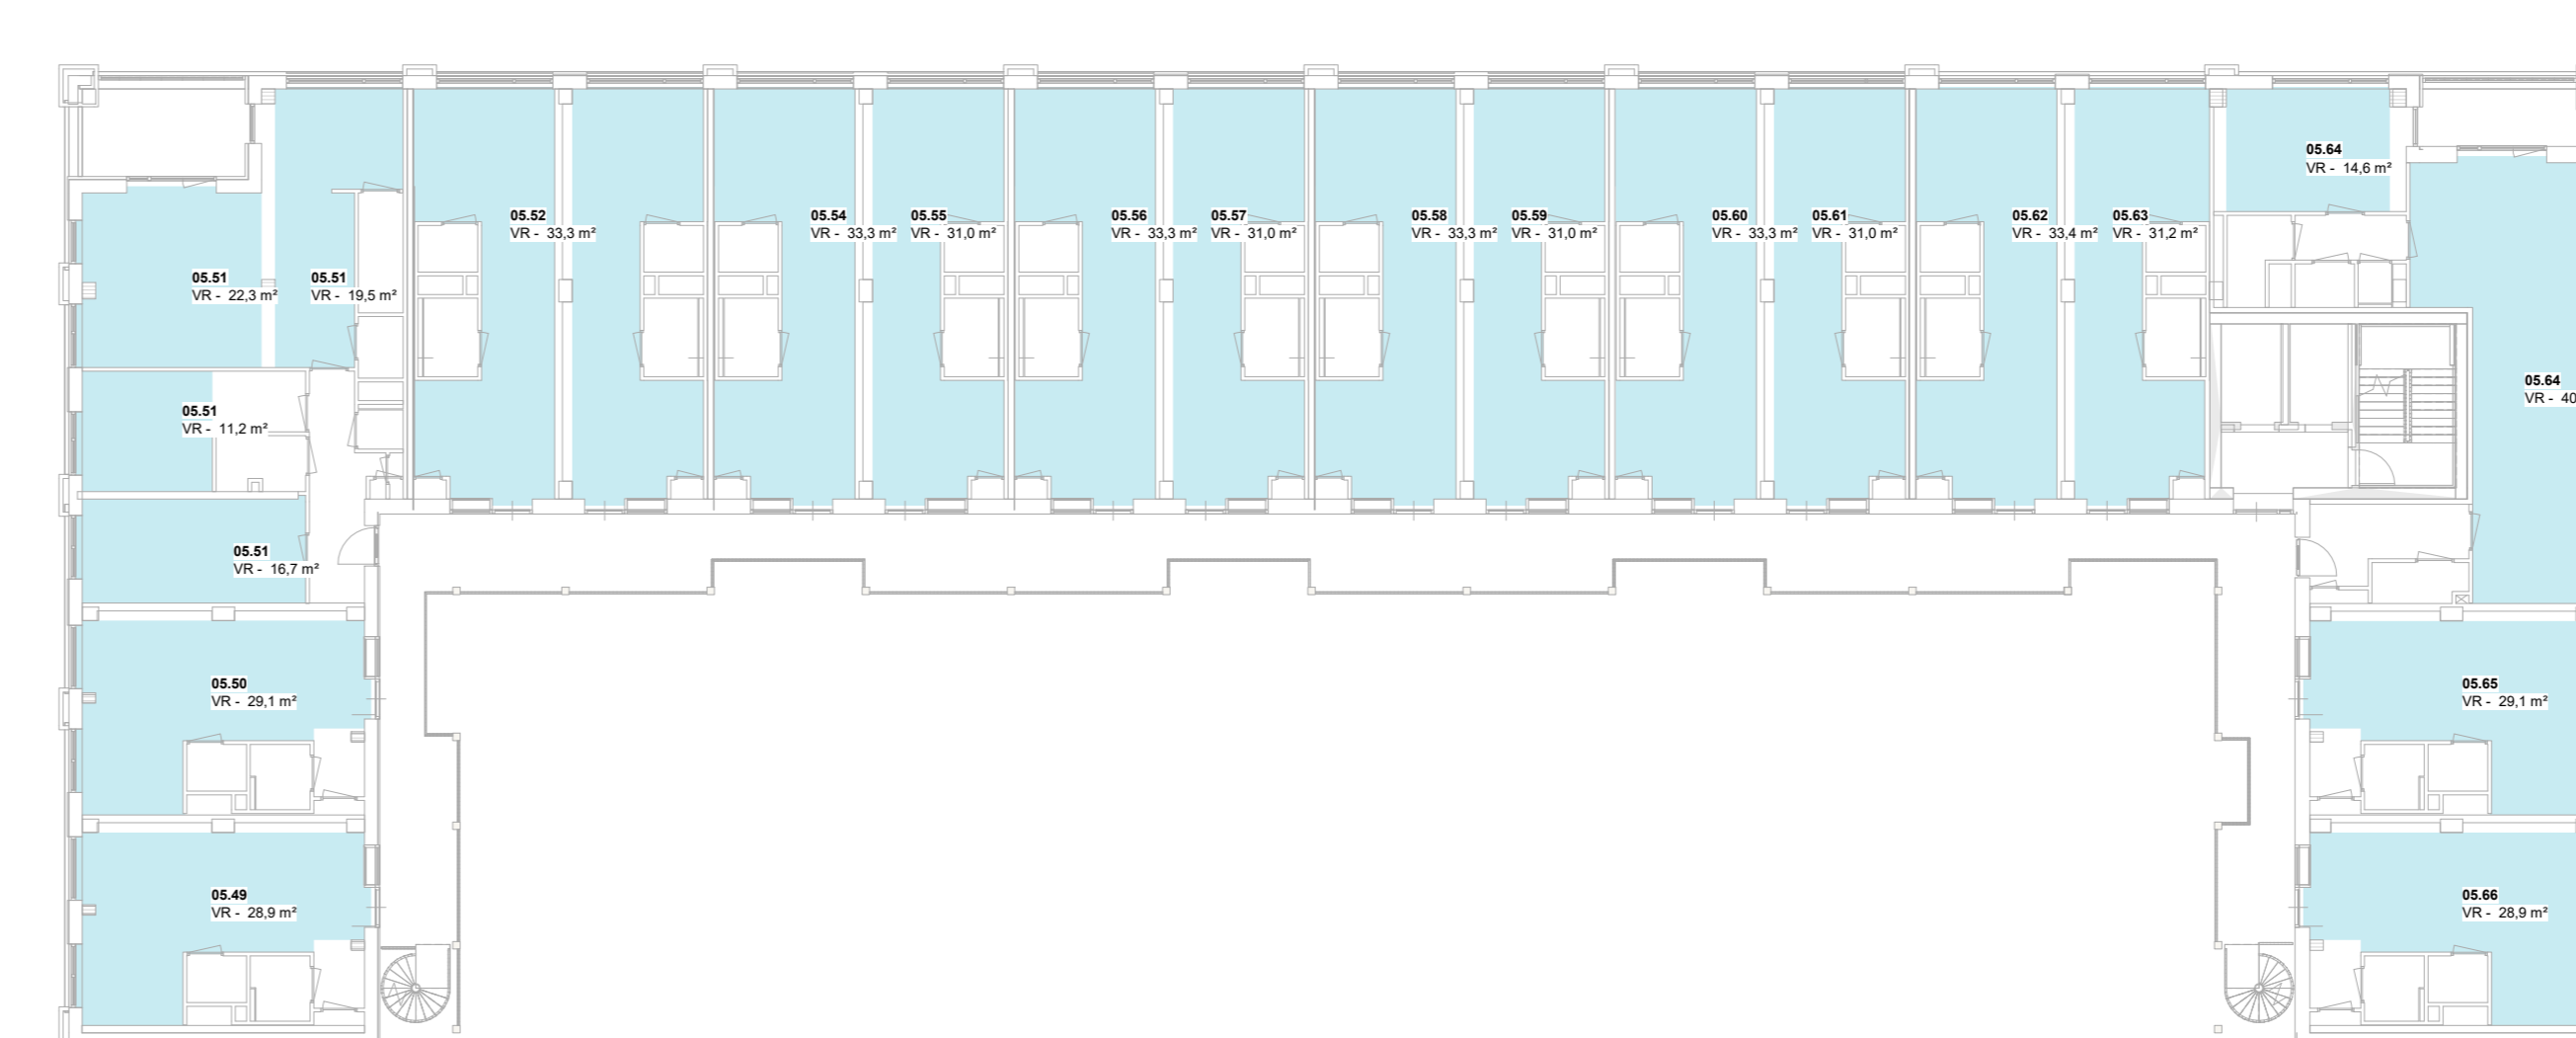 05.64
VR - 14,6 m²
05.52
VR - 33,3 m²
05.54
VR - 33,3 m²
05.55
VR - 31,0 m²
05.56
VR - 33,3 m²
05.57
VR - 31,0 m²
05.58
VR - 33,3 m²
05.59
VR - 31,0 m²
05.60
VR - 33,3 m²
05.61
VR - 31,0 m²
05.62
VR - 33,4 m²
05.63
VR - 31,2 m²
05.51
VR - 22,3 m²
05.51
VR - 19,5 m²
05.64
VR - 40
05.51
VR - 11,2 m²
05.51
VR - 16,7 m²
05.50
VR - 29,1 m²
05.65
VR - 29,1 m²
05.49
VR - 28,9 m²
05.66
VR - 28,9 m²